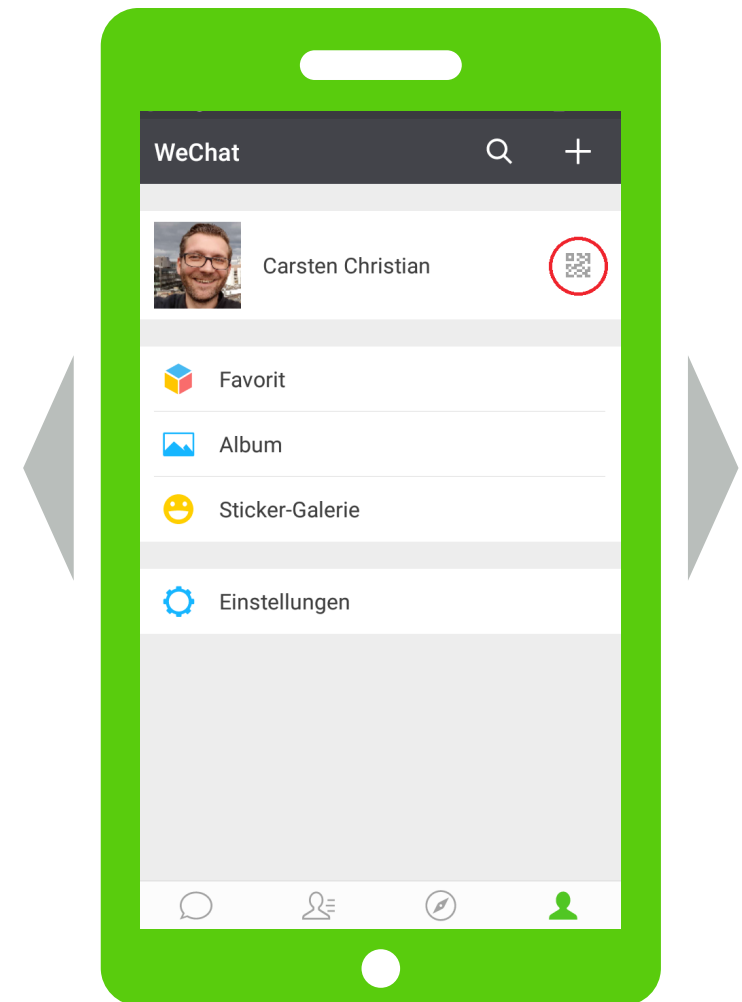 WeChat
Carsten Christian
Favorit
Album
Sticker-Galerie
Einstellungen